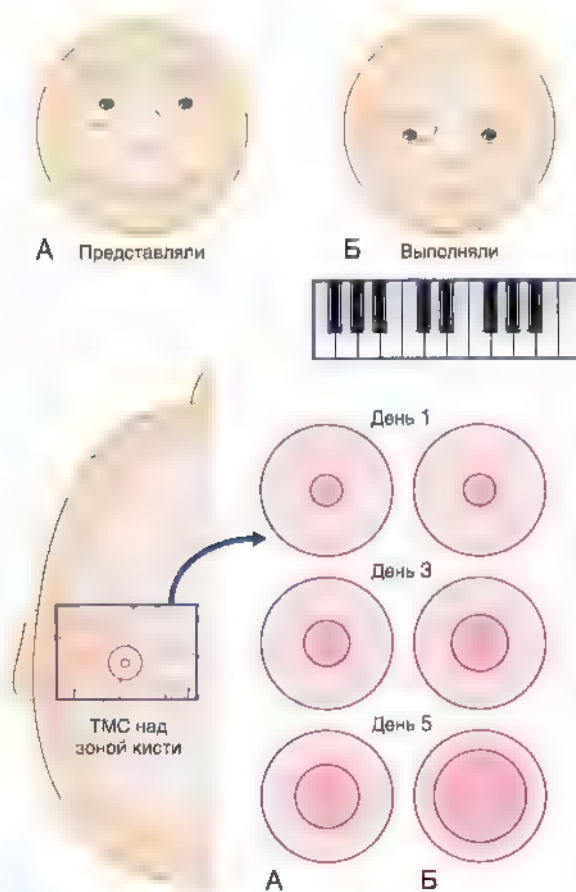 А Представляли
Б Выполняли
День 1
День 3
ТМС над
зоной кисти
День 5
А Б